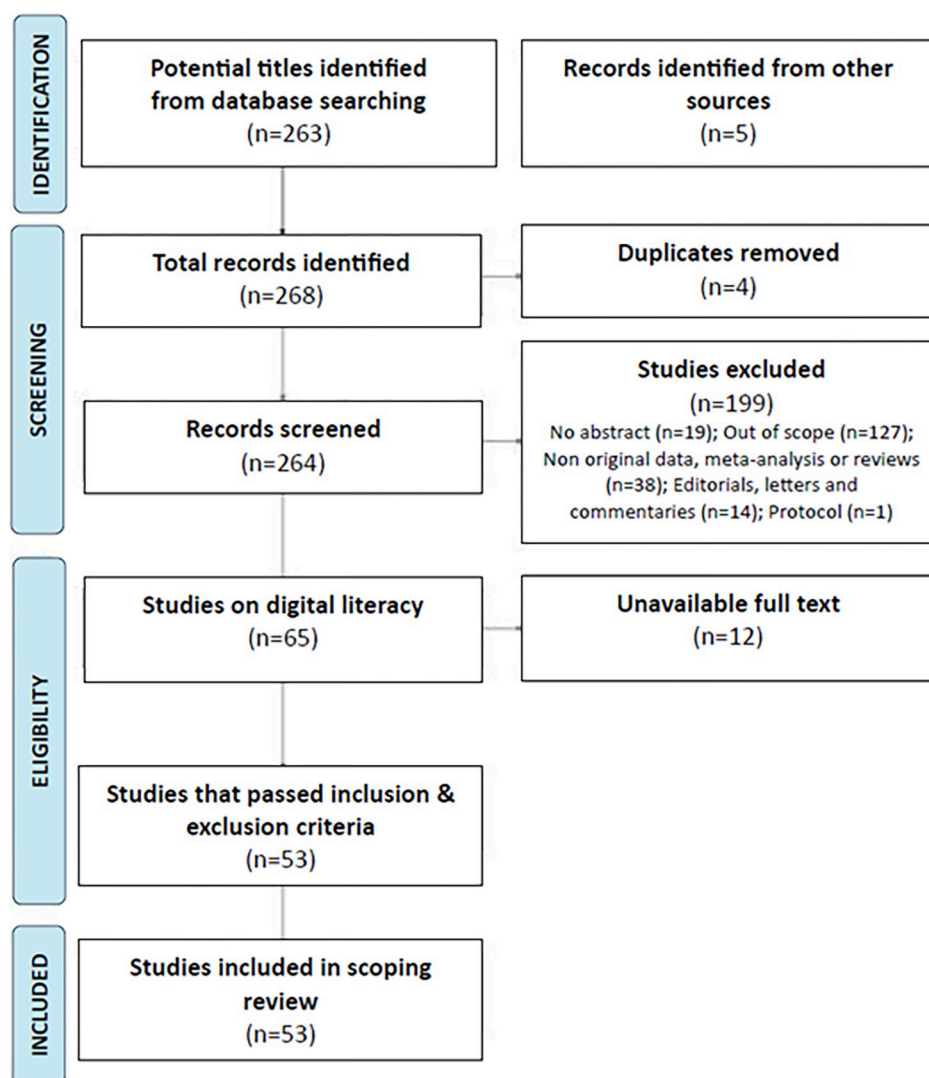 IDENTIFICATION
Potential titles identified
from database searching
(n=263)
Records identified from other
sources
(n=5)
SCREENING
Total records identified
(n=268)
Duplicates removed
(n=4)
Records screened
(n=264)
Studies excluded
(n=199)
No abstract (n=19); Out of scope (n=127);
Non original data, meta-analysis or reviews
(n=38); Editorials, letters and
commentaries (n=14); Protocol (n=1)
ELIGIBILITY
Studies on digital literacy
(n=65)
Unavailable full text
(n=12)
Studies that passed inclusion &
exclusion criteria
(n=53)
INCLUDED
Studies included in scoping
review
(n=53)